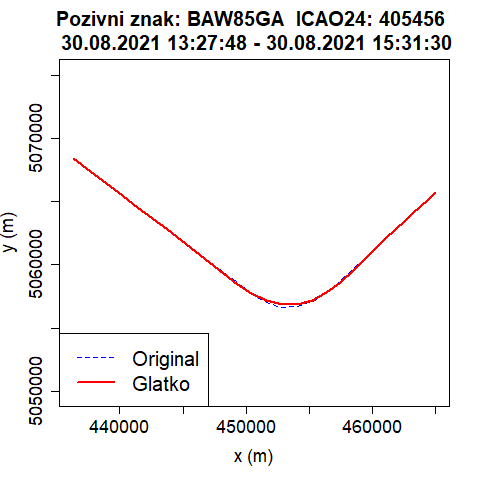 Pozivni znak: BAW85GA  ICAO24: 405456
30.08.2021 13:27:48 - 30.08.2021 15:31:30
5070000
5060000
5050000
y (m)
Original
Glatko
440000
450000
460000
x (m)